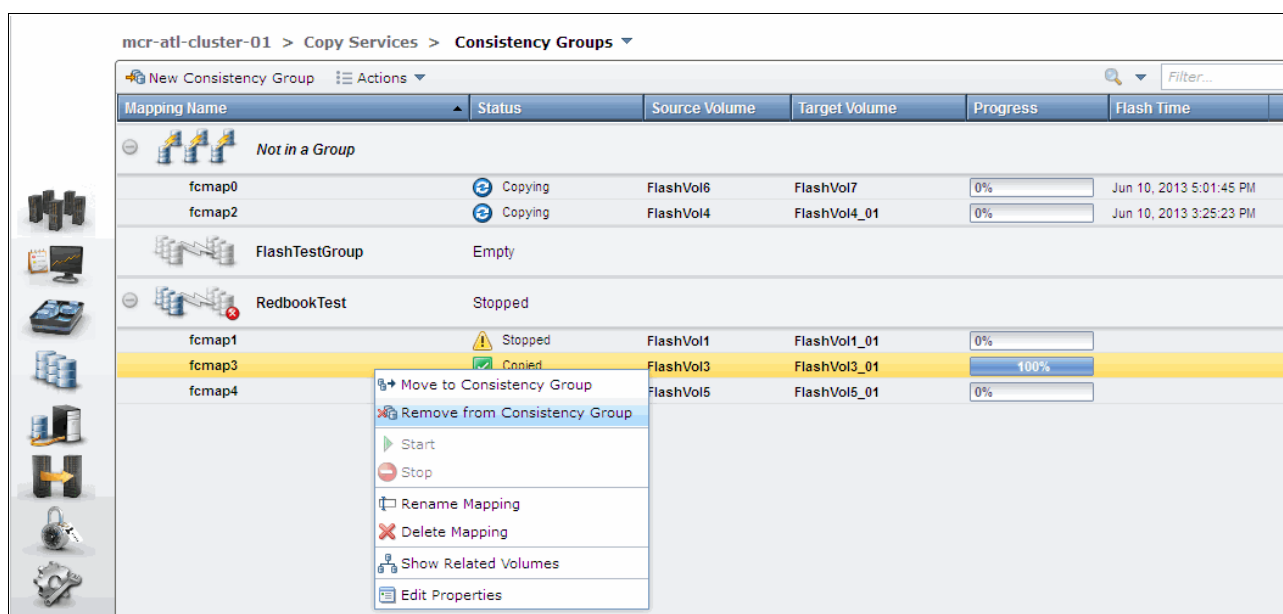 mcr-atl-cluster-01 > Copy Services > Consistency Groups
New Consistency Group Actions Filter...
Mapping Name Status Source Volume Target Volume Progress Flash Time
Not in a Group
fcmap0 Copying FlashVol6 FlashVol7 0% Jun 10, 2013 5:01:45 PM
fcmap2 Copying FlashVol4 FlashVol4_01 0% Jun 10, 2013 3:25:23 PM
FlashTestGroup Empty
RedbookTest Stopped
fcmap1 Stopped FlashVol1 FlashVol1_01 0%
fcmap3 Copied FlashVol3 FlashVol3_01 100%
fcmap4 FlashVol5 FlashVol5_01 0%
Move to Consistency Group
Remove from Consistency Group
Start
Stop
Rename Mapping
Delete Mapping
Show Related Volumes
Edit Properties